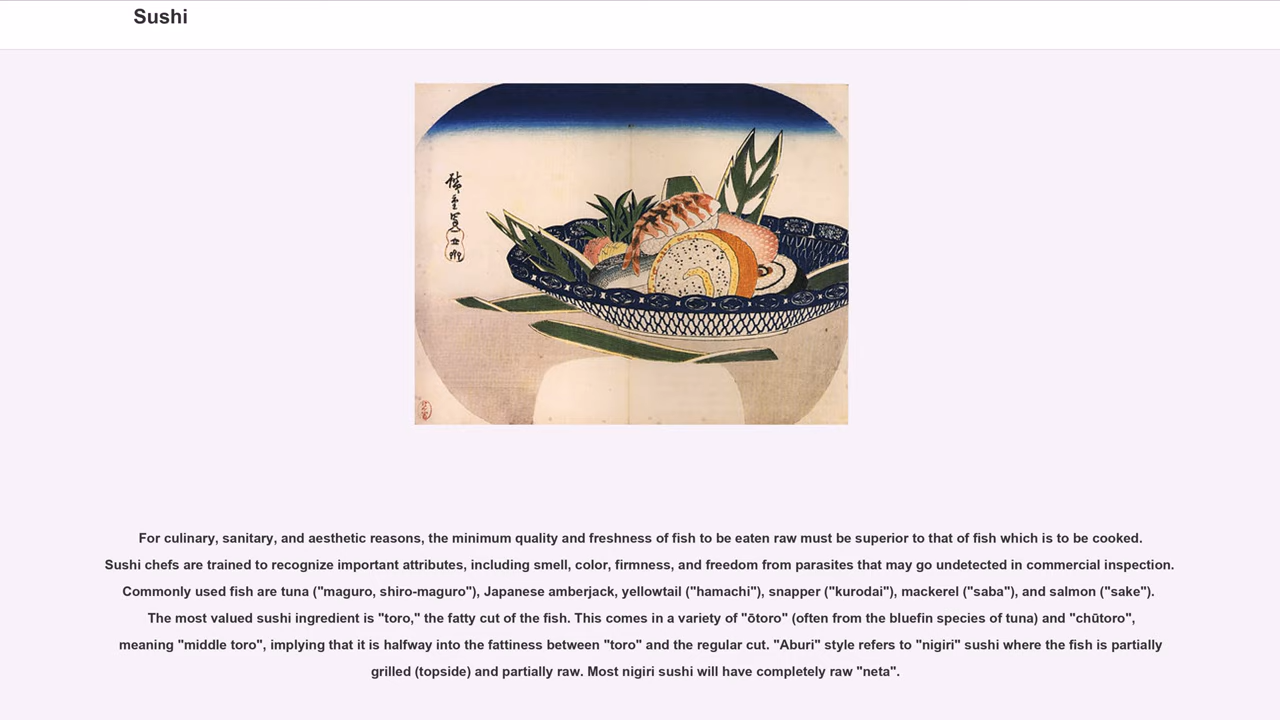 Sushi
廣重筆
For culinary, sanitary, and aesthetic reasons, the minimum quality and freshness of fish to be eaten raw must be superior to that of fish which is to be cooked.
Sushi chefs are trained to recognize important attributes, including smell, color, firmness, and freedom from parasites that may go undetected in commercial inspection.
Commonly used fish are tuna ("maguro, shiro-maguro"), Japanese amberjack, yellowtail ("hamachi"), snapper ("kurodai"), mackerel ("saba"), and salmon ("sake").
The most valued sushi ingredient is "toro," the fatty cut of the fish. This comes in a variety of "ōtoro" (often from the bluefin species of tuna) and "chūtoro",
meaning "middle toro", implying that it is halfway into the fattiness between "toro" and the regular cut. "Aburi" style refers to "nigiri" sushi where the fish is partially
grilled (topside) and partially raw. Most nigiri sushi will have completely raw "neta".